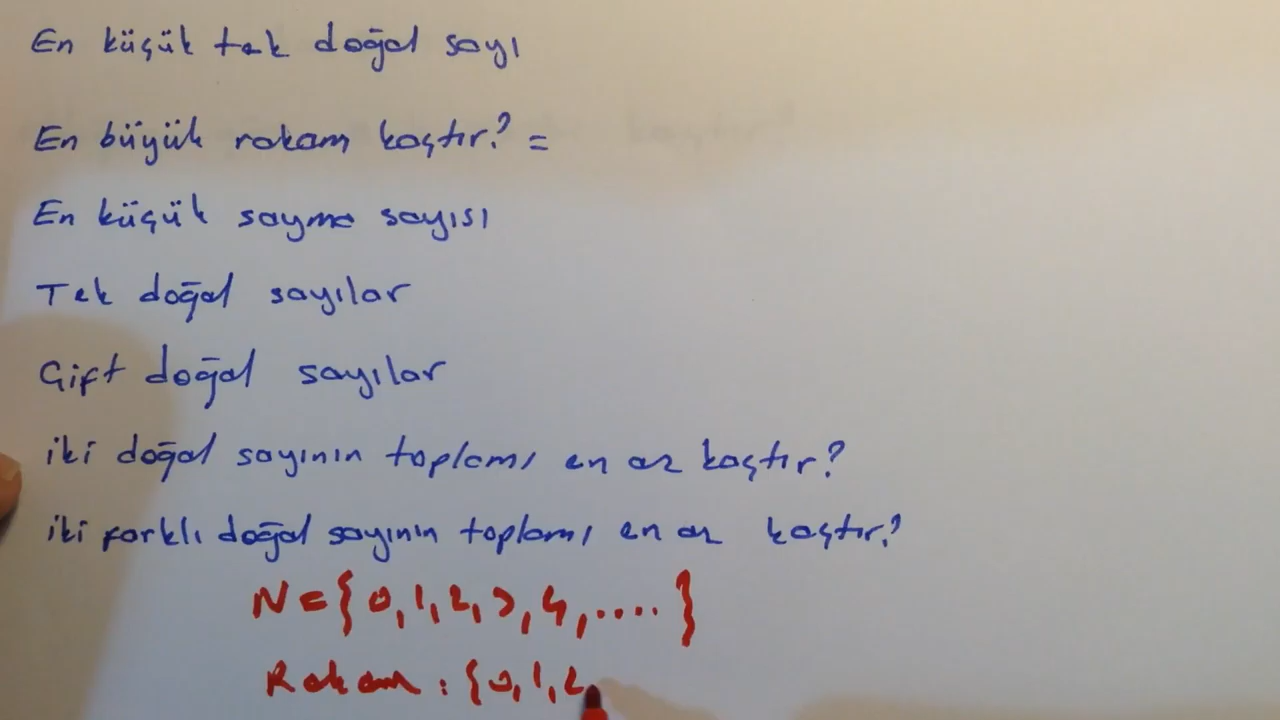 En küçük tek doğal sayı
En büyük rakam kaçtır? =
En küçük sayma sayısı
Tek doğal sayılar
Çift doğal sayılar
iki doğal sayının toplamı en az kaçtır?
iki farklı doğal sayının toplamı en az kaçtır?
N = {0, 1, 2, 3, 4, .... }
Rakam : {0, 1, 2